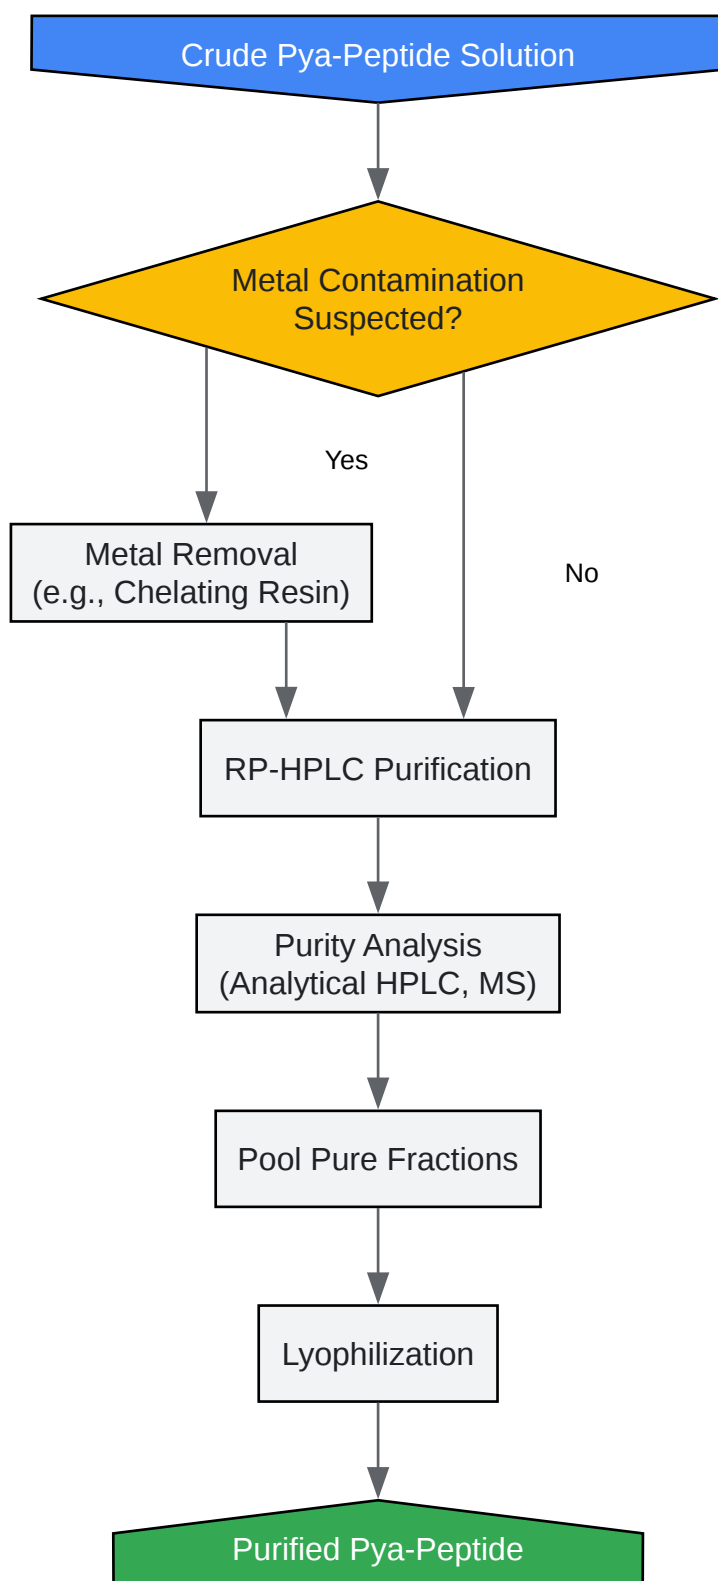 Crude Pya-Peptide Solution
Metal Contamination
Suspected?
Yes
Metal Removal
(e.g., Chelating Resin)
No
RP-HPLC Purification
Purity Analysis
(Analytical HPLC, MS)
Pool Pure Fractions
Lyophilization
Purified Pya-Peptide